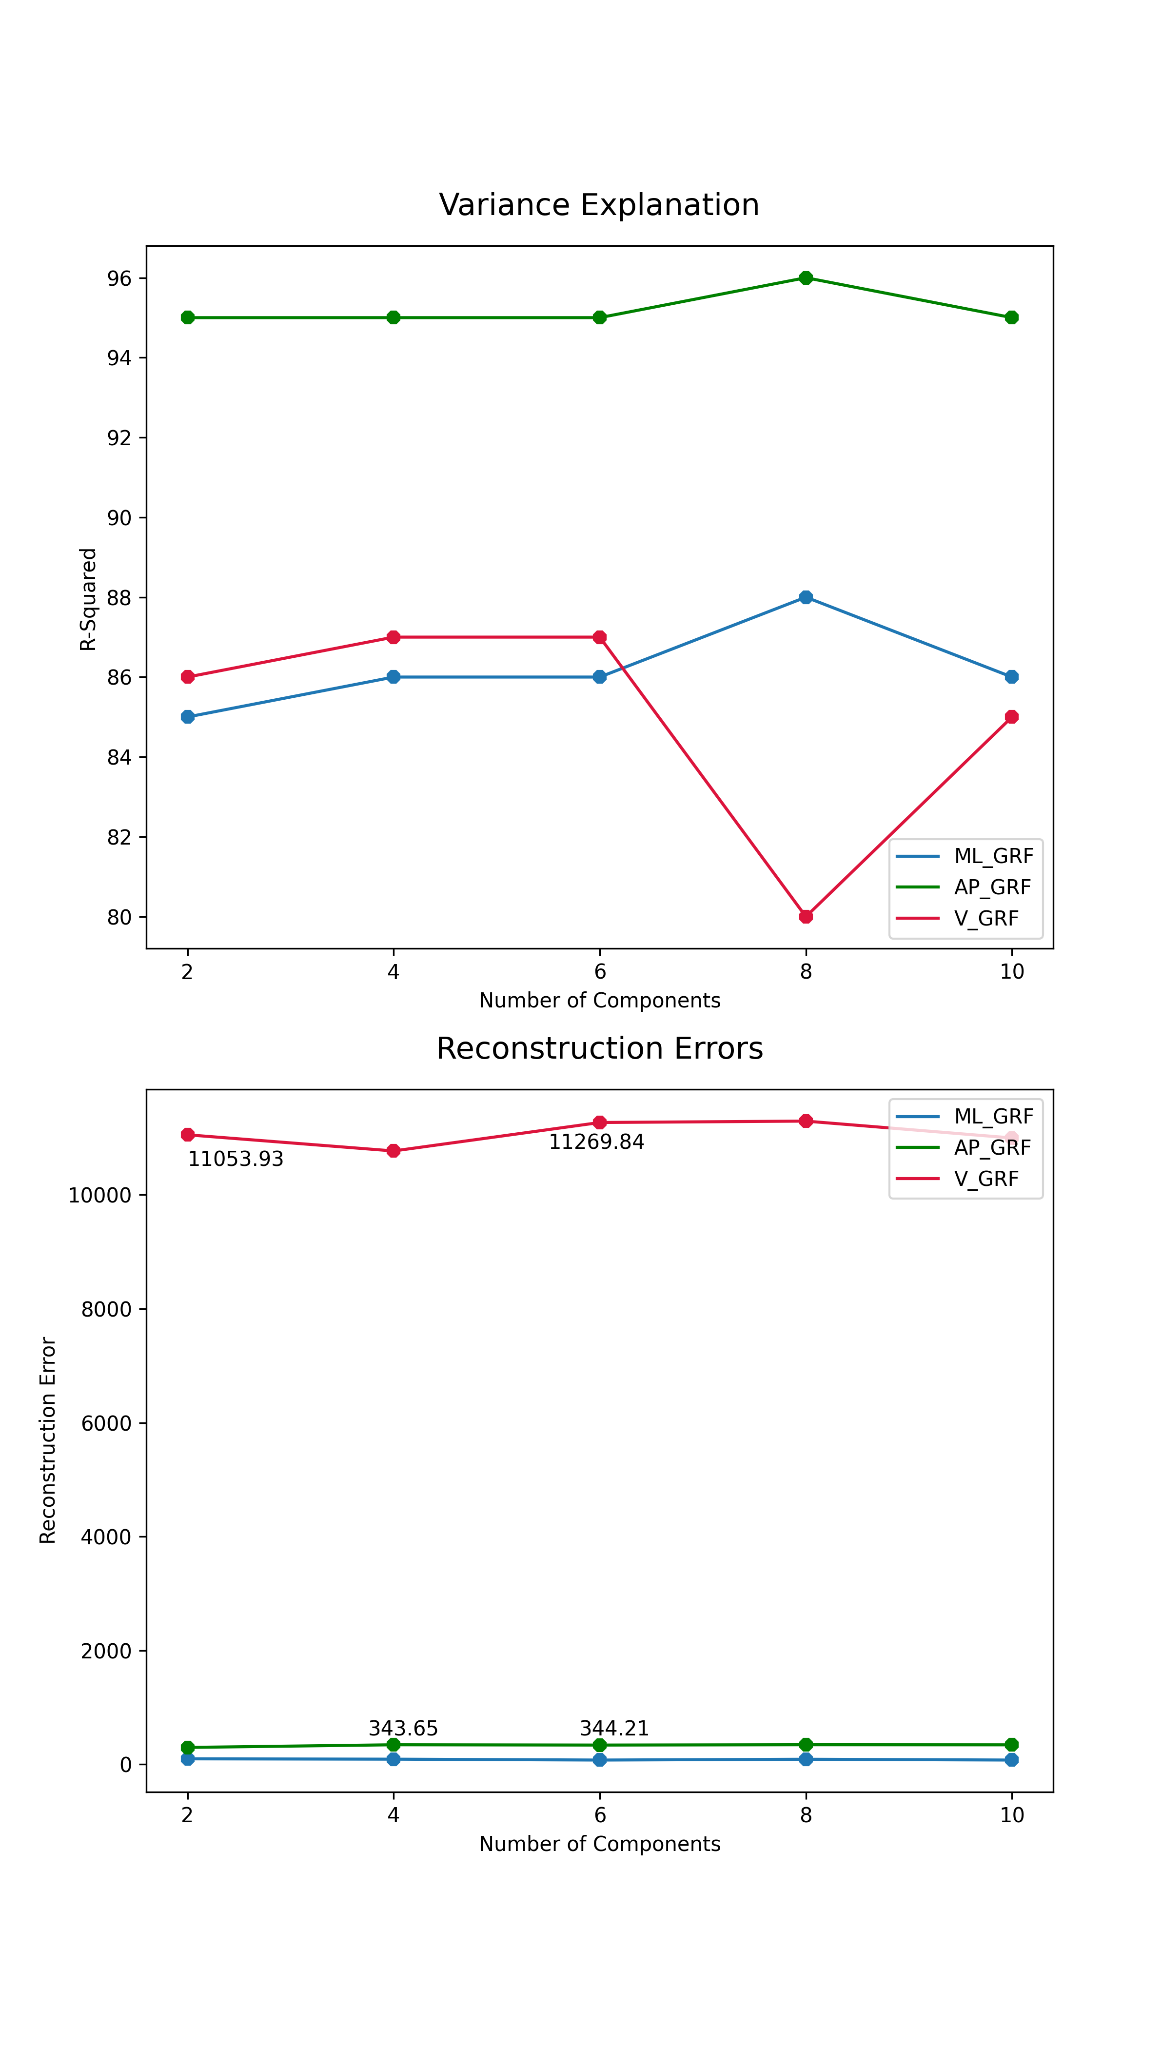 Variance Explanation
96
94
92
90
88
86
84
82
80
R-Squared
ML_GRF
AP_GRF
V_GRF
2 4 6 8 10
Number of Components
Reconstruction Errors
ML_GRF
AP_GRF
V_GRF
11269.84
11053.93
10000
8000
6000
4000
2000
0
Reconstruction Error
343.65 344.21
2 4 6 8 10
Number of Components